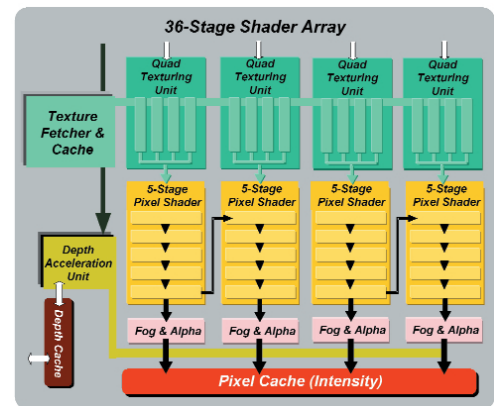 36-Stage Shader Array
Quad
Texturing
Unit
Quad
Texturing
Unit
Quad
Texturing
Unit
Quad
Texturing
Unit
Texture
Fetcher &
Cache
5-Stage
Pixel Shader
5-Stage
Pixel Shader
5-Stage
Pixel Shader
5-Stage
Pixel Shader
Depth
Acceleration
Unit
Depth Cache
Fog & Alpha
Fog & Alpha
Fog & Alpha
Fog & Alpha
Pixel Cache (Intensity)